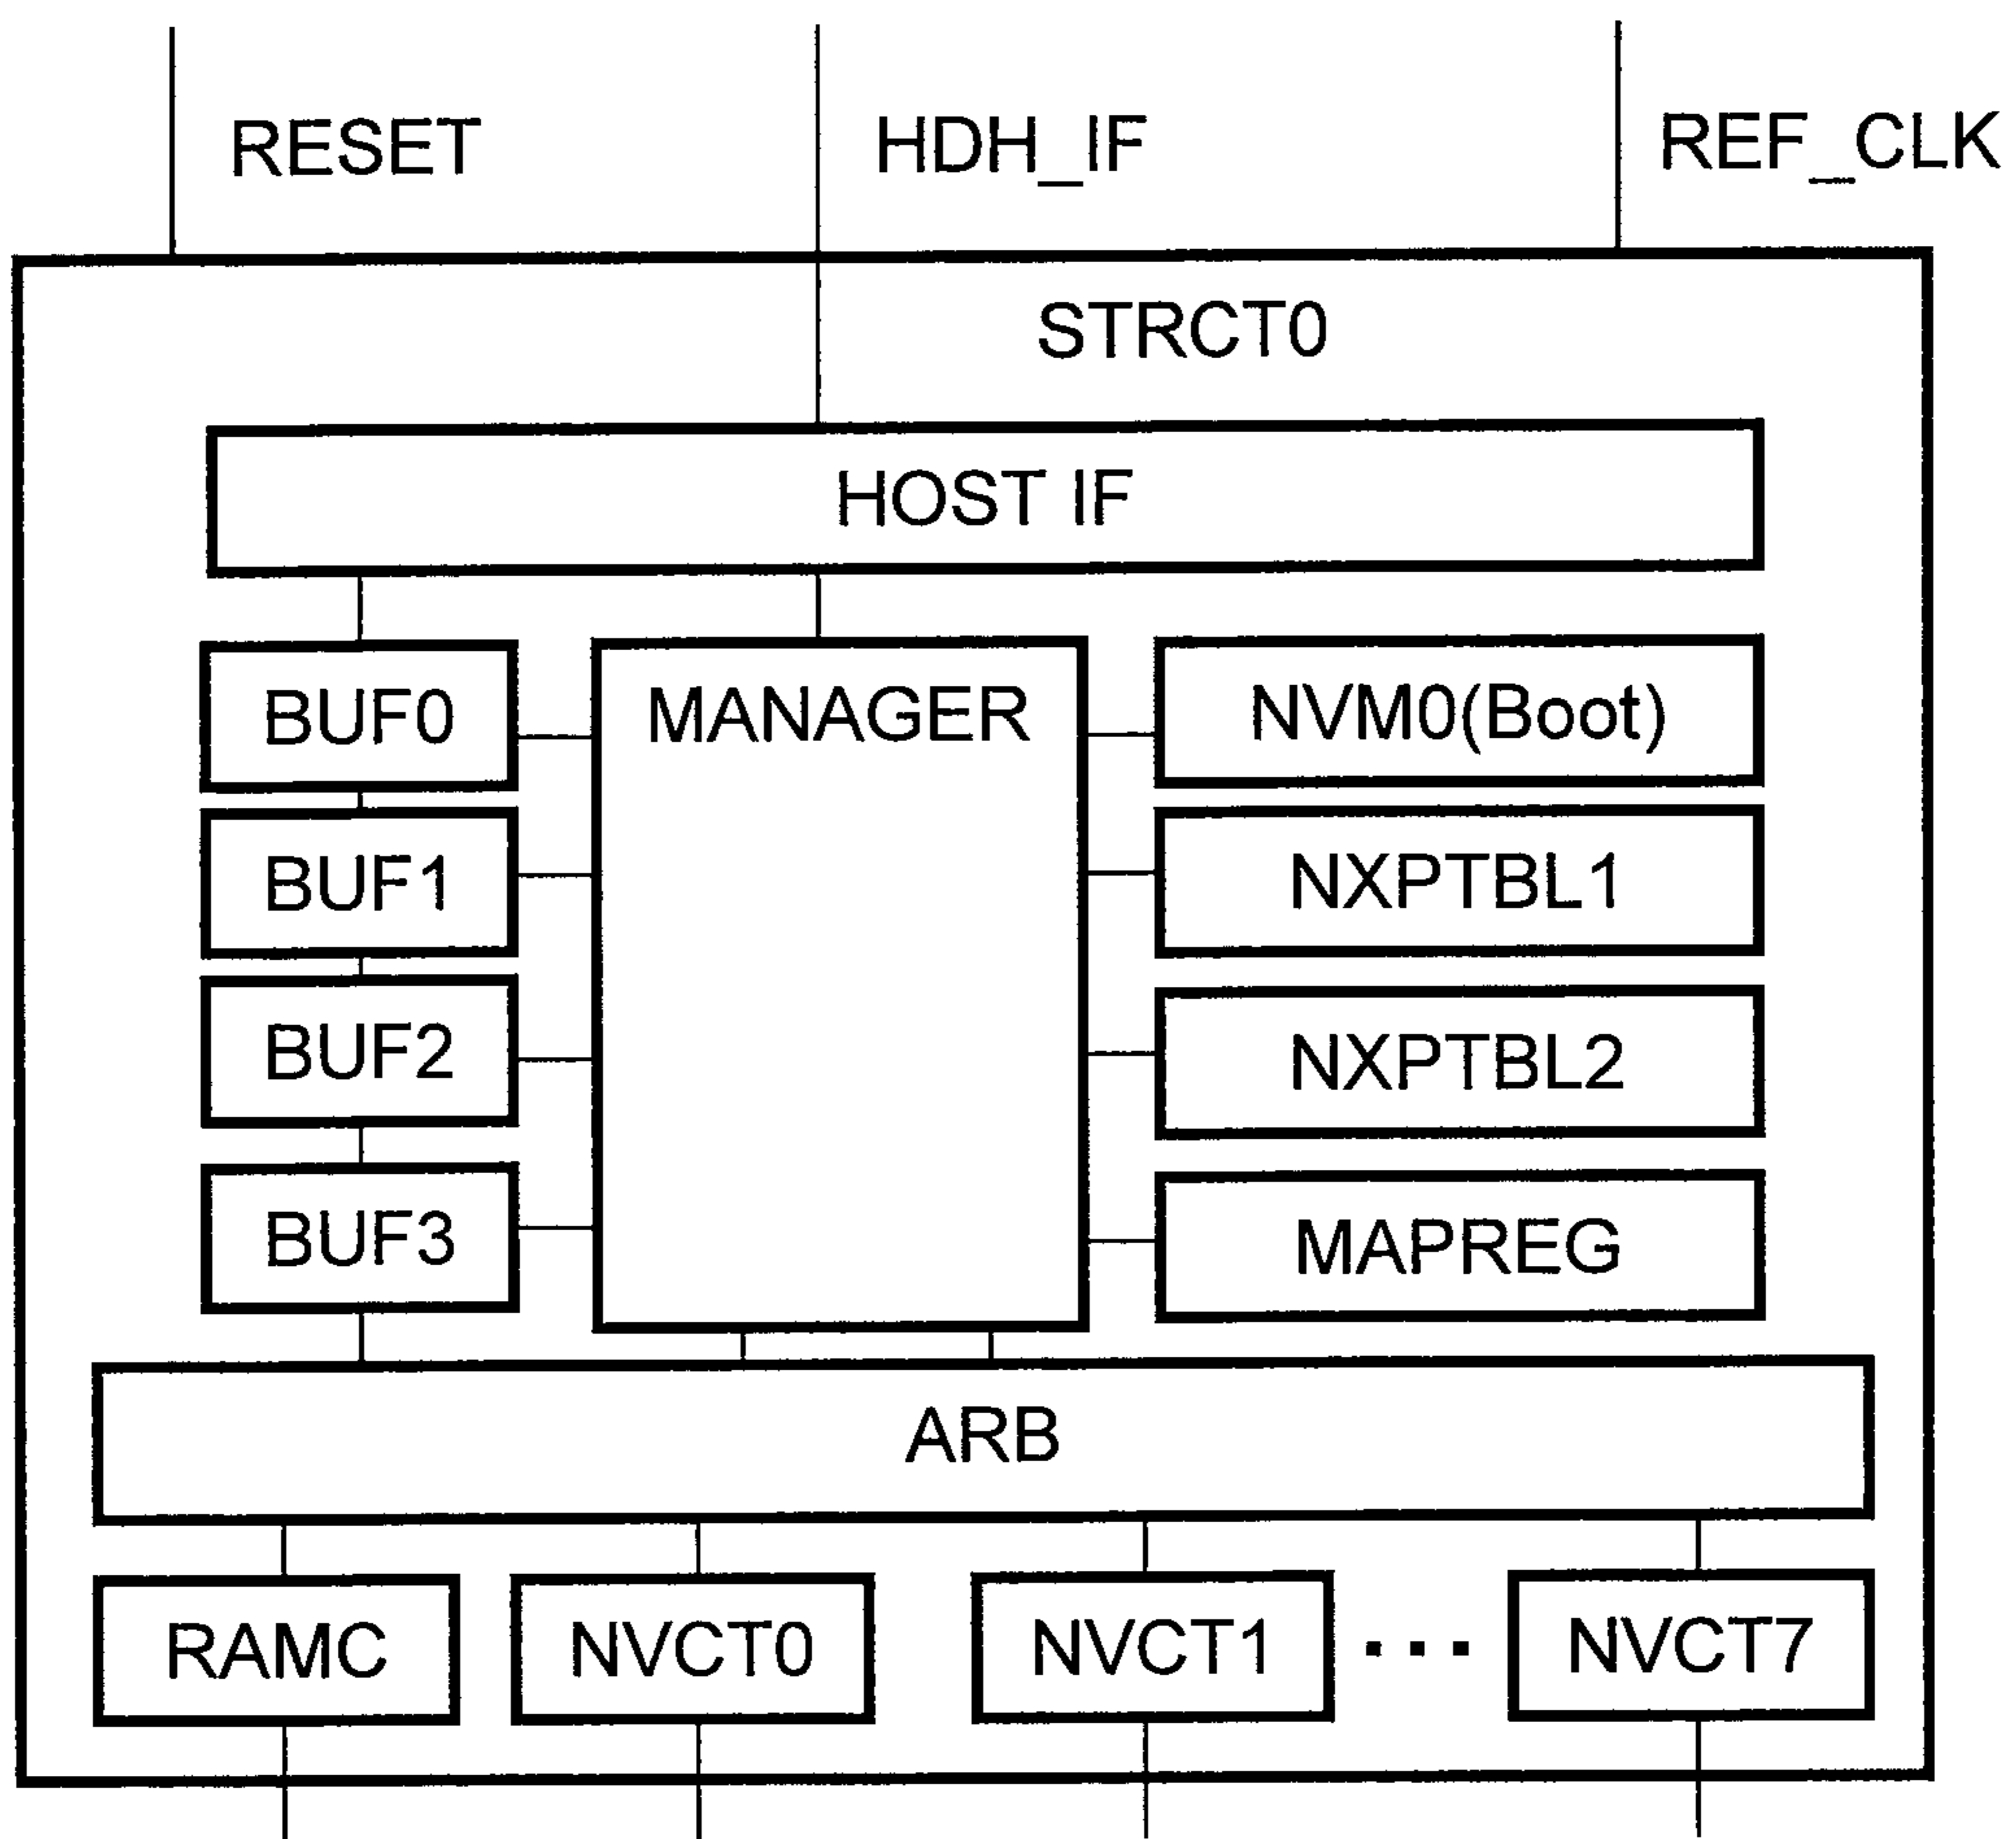 RESET
HDH_IF
REF_CLK
STRCT0
HOST IF
BUF0
MANAGER
NVM0(Boot)
BUF1
NXPTBL1
BUF2
NXPTBL2
BUF3
MAPREG
ARB
RAMC
NVCT0
NVCT1
...
NVCT7